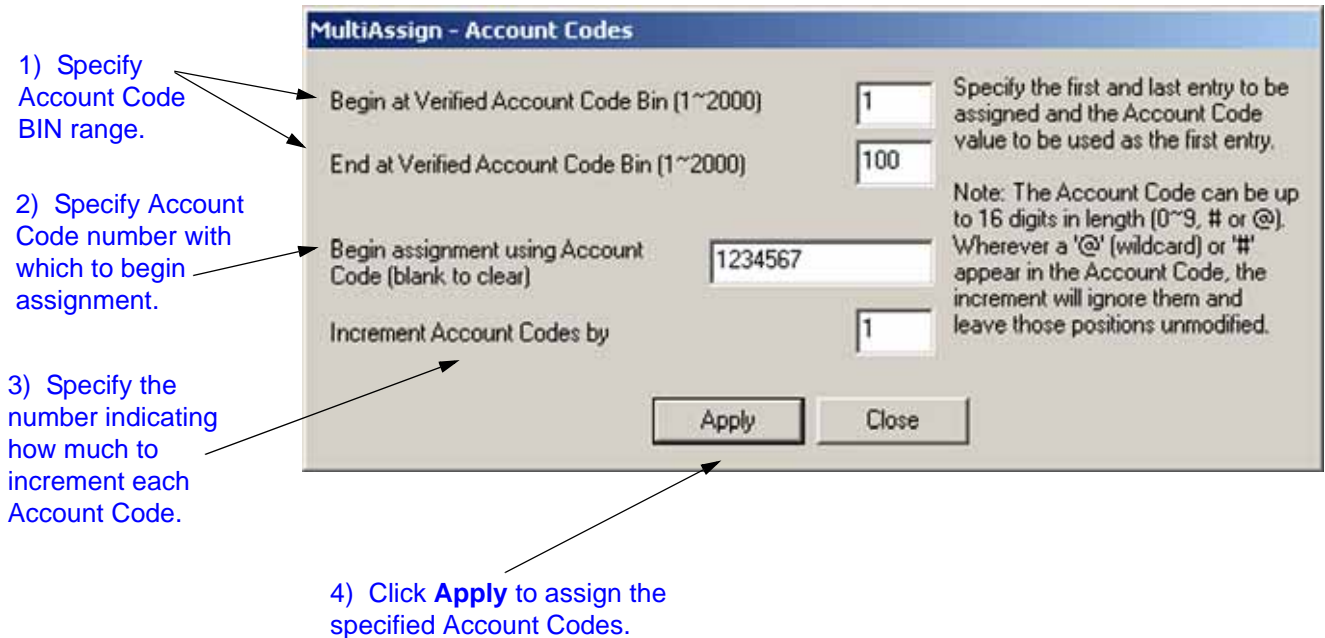 MultiAssign - Account Codes
1) Specify
Account Code
BIN range.
Begin at Verified Account Code Bin (1~2000)
1
End at Verified Account Code Bin (1~2000)
100
Specify the first and last entry to be
assigned and the Account Code
value to be used as the first entry.
2) Specify Account
Code number with
which to begin
assignment.
Begin assignment using Account
Code (blank to clear)
1234567
Increment Account Codes by
1
Note: The Account Code can be up
to 16 digits in length (0~9, # or @).
Wherever a '@' (wildcard) or '#'
appear in the Account Code, the
increment will ignore them and
leave those positions unmodified.
3) Specify the
number indicating
how much to
increment each
Account Code.
Apply
Close
4) Click Apply to assign the
specified Account Codes.